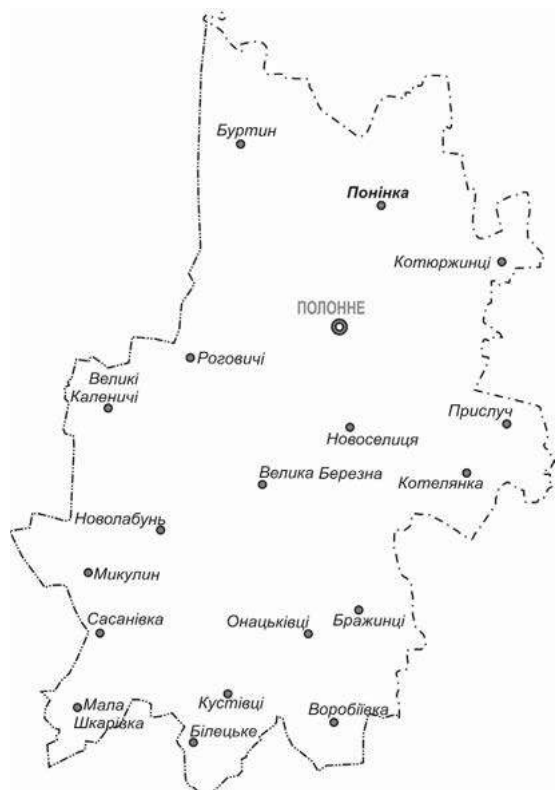 Буртин
Понінка
Котюржинці
ПОЛОННЕ
Роговичі
Великі
Каленичі
Прислуч
Новоселиця
Велика Березна
Котелянка
Новолабунь
Микулин
Сасанівка
Онацьківці
Бражинці
Кустівці
Мала
Шкарівка
Воробіївка
Білецьке